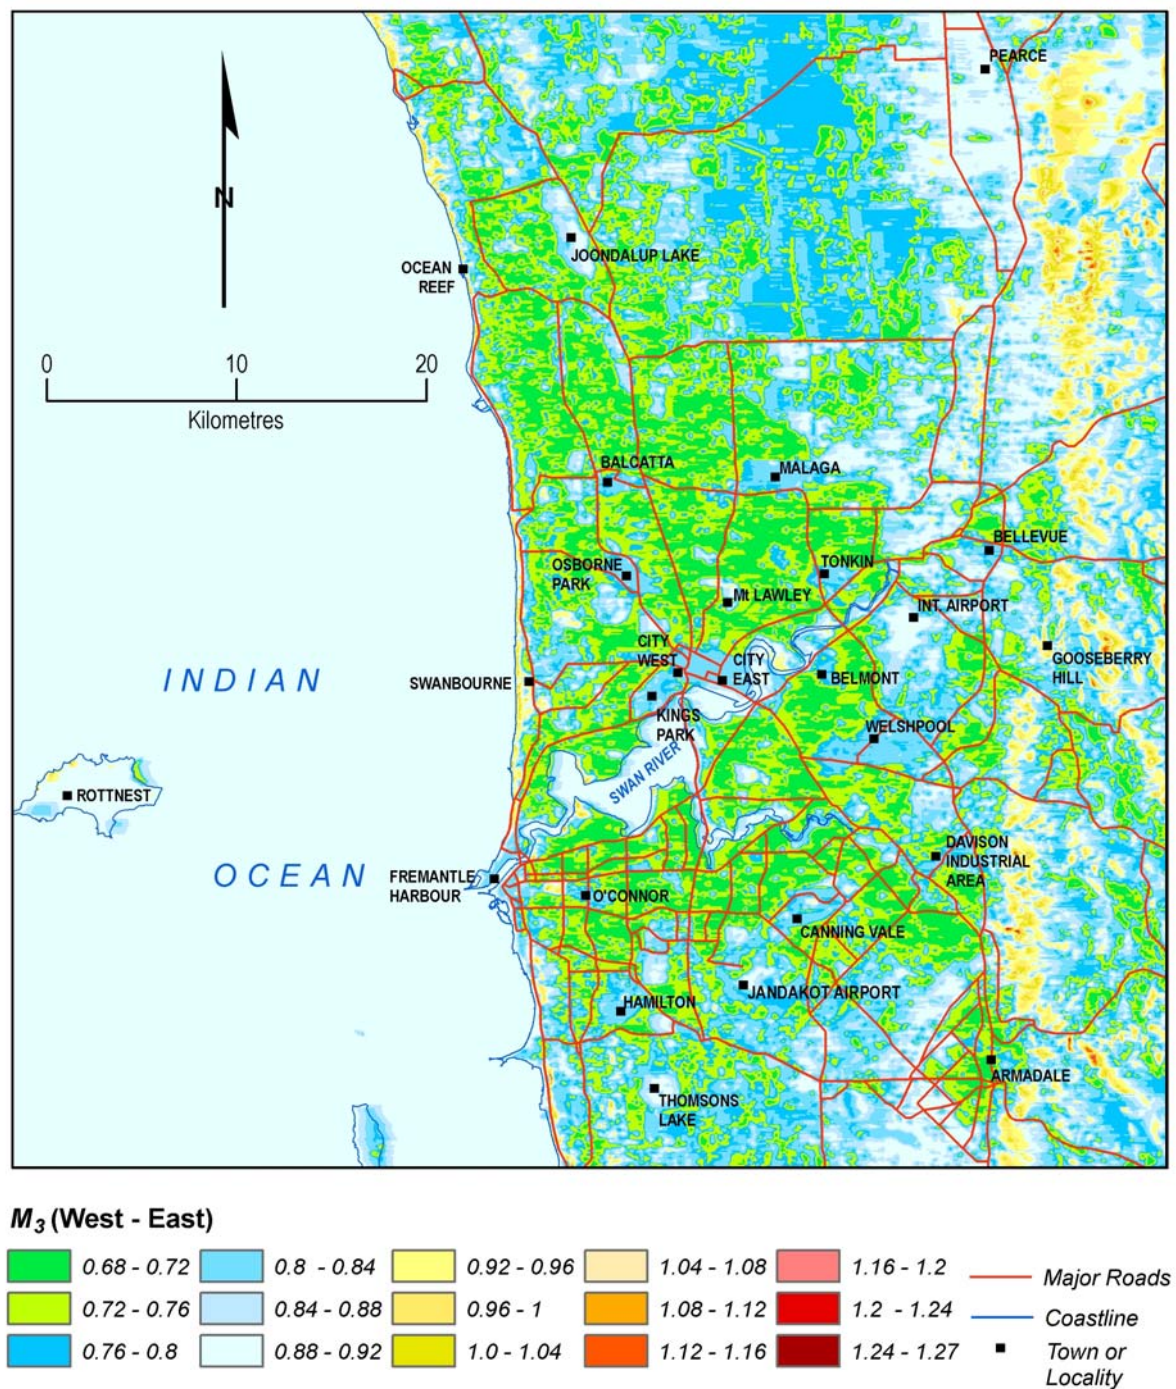 PEARCE
N
JOONDALUP LAKE
OCEAN
REEF
0 10 20
Kilometres
BALCATTA
MALAGA
BELLEVUE
OSBORNE
PARK
TONKIN
Mt LAWLEY
INT. AIRPORT
CITY
WEST
CITY
EAST
GOOSEBERRY
HILL
INDIAN
SWANBOURNE
BELMONT
KINGS
PARK
WELSHPOOL
SWAN RIVER
ROTTNEST
DAVISON
INDUSTRIAL
AREA
OCEAN
FREMANTLE
HARBOUR
O'CONNOR
CANNING VALE
JANDAKOT AIRPORT
HAMILTON
ARMADALE
THOMSONS
LAKE
M3 (West - East)
0.68 - 0.72 0.8 - 0.84 0.92 - 0.96 1.04 - 1.08 1.16 - 1.2 Major Roads
0.72 - 0.76 0.84 - 0.88 0.96 - 1 1.08 - 1.12 1.2 - 1.24 Coastline
0.76 - 0.8 0.88 - 0.92 1.0 - 1.04 1.12 - 1.16 1.24 - 1.27 Town or
Locality